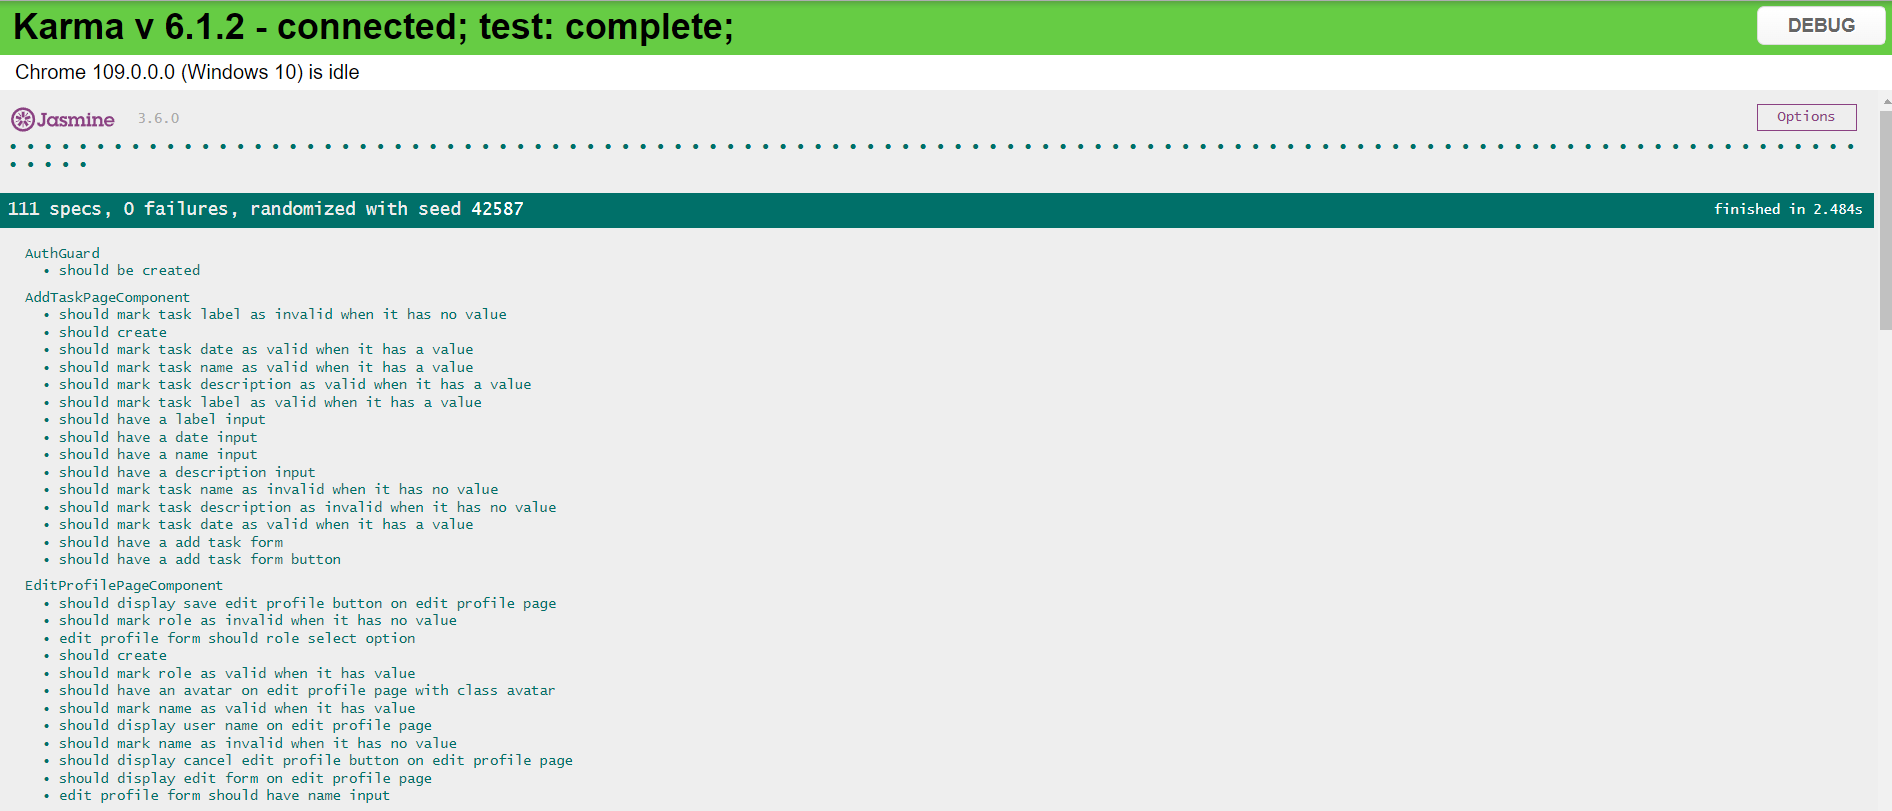 Karma v 6.1.2 - connected; test: complete;
DEBUG
Chrome 109.0.0.0 (Windows 10) is idle
Jasmine 3.6.0
Options
111 specs, 0 failures, randomized with seed 42587
finished in 2.484s
AuthGuard
• should be created
AddTaskPageComponent
• should mark task label as invalid when it has no value
• should create
• should mark task date as valid when it has a value
• should mark task name as valid when it has a value
• should mark task description as valid when it has a value
• should mark task label as valid when it has a value
• should have a label input
• should have a date input
• should have a name input
• should have a description input
• should mark task name as invalid when it has no value
• should mark task description as invalid when it has no value
• should mark task date as valid when it has a value
• should have a add task form
• should have a add task form button
EditProfilePageComponent
• should display save edit profile button on edit profile page
• should mark role as invalid when it has no value
• edit profile form should role select option
• should create
• should mark role as valid when it has value
• should have an avatar on edit profile page with class avatar
• should mark name as valid when it has value
• should display user name on edit profile page
• should mark name as invalid when it has no value
• should display cancel edit profile button on edit profile page
• should display edit form on edit profile page
• edit profile form should have name input